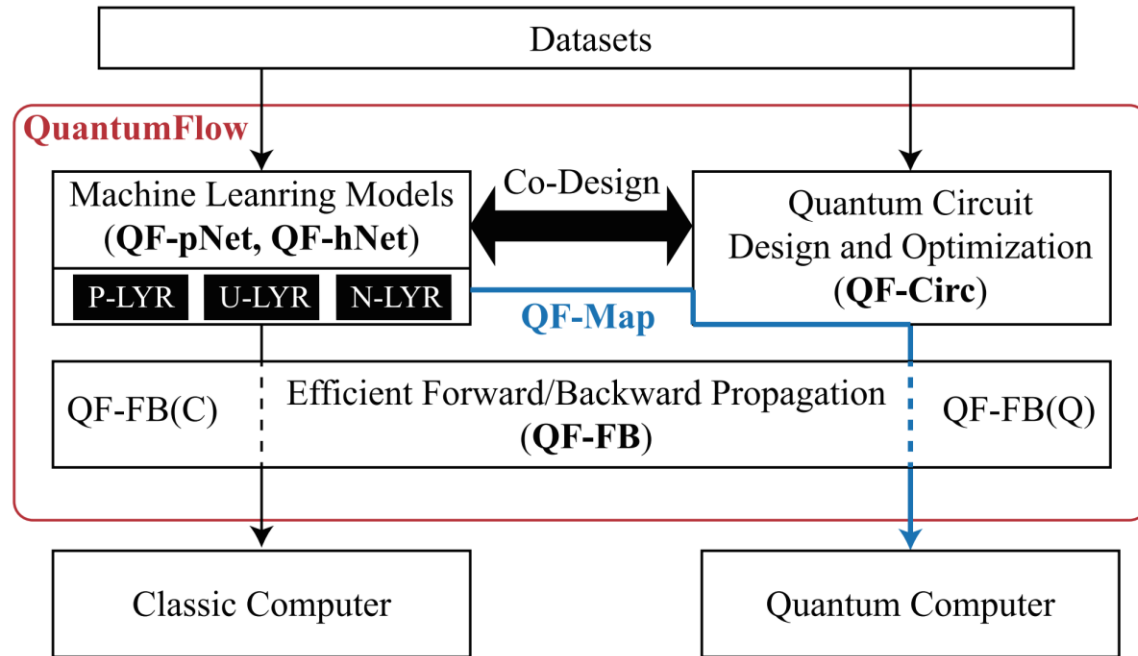 Datasets
QuantumFlow
Machine Leanring Models
(QF-pNet, QF-hNet)
P-LYR U-LYR N-LYR
Co-Design
QF-Map
Quantum Circuit
Design and Optimization
(QF-Circ)
QF-FB(C)
Efficient Forward/Backward Propagation
(QF-FB)
QF-FB(Q)
Classic Computer
Quantum Computer